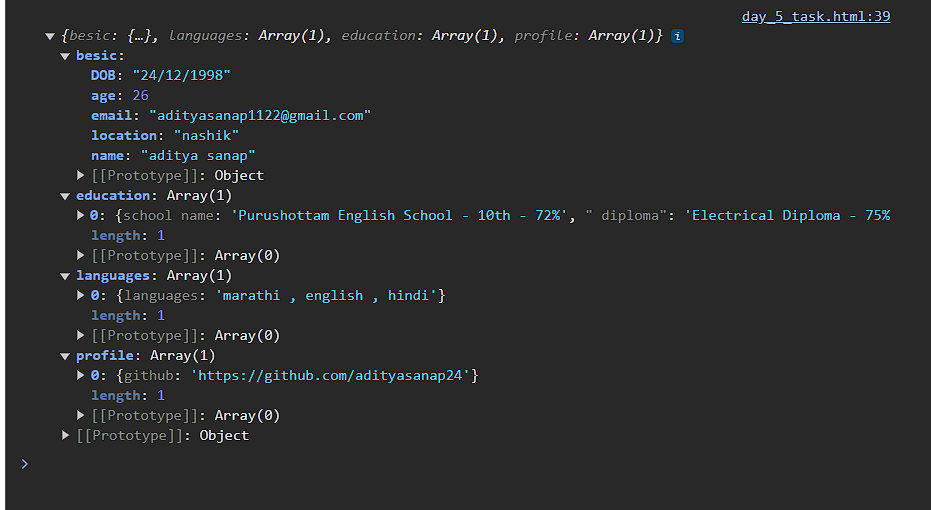 day_5_task.html:39
▼ {besic: {…}, languages: Array(1), education: Array(1), profile: Array(1)} i
▼ besic:
DOB: "24/12/1998"
age: 26
email: "adityasanap1122@gmail.com"
location: "nashik"
name: "aditya sanap"
▶ [[Prototype]]: Object
▼ education: Array(1)
▶ 0: {school name: 'Purushottam English School - 10th - 72%', " diploma": 'Electrical Diploma - 75%
length: 1
▶ [[Prototype]]: Array(0)
▼ languages: Array(1)
▶ 0: {languages: 'marathi , english , hindi'}
length: 1
▶ [[Prototype]]: Array(0)
▼ profile: Array(1)
▶ 0: {github: 'https://github.com/adityasanap24'}
length: 1
▶ [[Prototype]]: Array(0)
▶ [[Prototype]]: Object
>